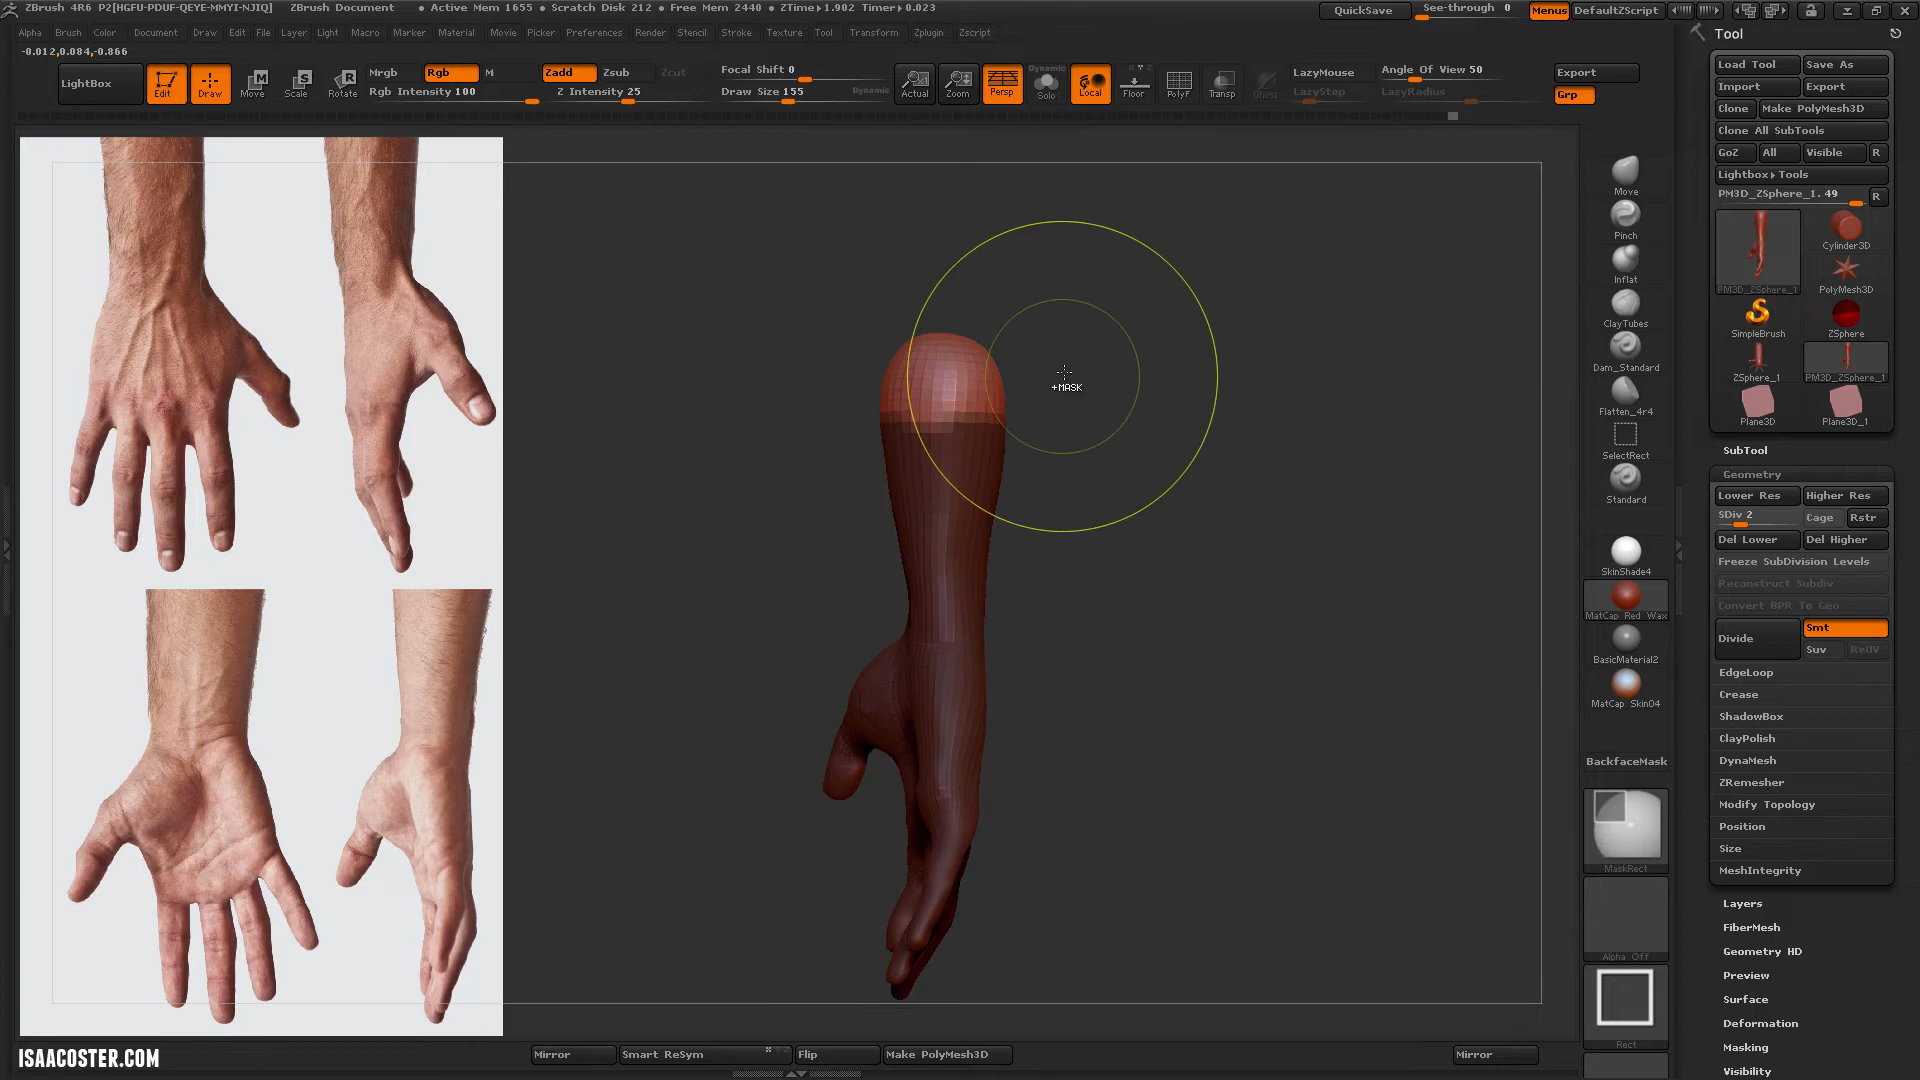 ZBrush 4R6 P2[HGFU-PDUF-QEYE-MMYI-NJIQ] ZBrush Document • Active Mem 1655 • Scratch Disk 212 • Free Mem 2440 • ZTime▸1.902 Timer▸0.023 QuickSave See-through 0 Menus DefaultZScript
Alpha Brush Color Document Draw Edit File Layer Light Macro Marker Material Movie Picker Preferences Render Stencil Stroke Texture Tool Transform Zplugin Zscript
-0.012,0.084,-0.866
LightBox
Edit
Draw
Move
Scale
Rotate
Mrgb Rgb M
Rgb Intensity 100
Zadd Zsub Zcut
Z Intensity 25
Focal Shift 0
Draw Size 155
Dynamic
Actual
Zoom
Persp
Dynamic
Solo
Local
Floor
PolyF
Transp
Ghost
LazyMouse
LazyStep
Angle Of View 50
LazyRadius
Export
Grp
+MASK
Move
Pinch
Inflat
ClayTubes
Dam_Standard
Flatten_4r4
SelectRect
Standard
SkinShade4
MatCap Red Wax
BasicMaterial2
MatCap Skin04
BackfaceMask
MaskRect
Alpha Off
Rect
Tool
Load Tool Save As
Import Export
Clone Make PolyMesh3D
Clone All SubTools
GoZ All Visible R
Lightbox▸Tools
PM3D_ZSphere_1. 49 R
PM3D_ZSphere_1
Cylinder3D
PolyMesh3D
SimpleBrush
ZSphere
ZSphere_1
PM3D_ZSphere_1
Plane3D
Plane3D_1
SubTool
Geometry
Lower Res Higher Res
SDiv 2 Cage Rstr
Del Lower Del Higher
Freeze SubDivision Levels
Reconstruct Subdiv
Convert BPR To Geo
Divide Smt
Suv ReUV
EdgeLoop
Crease
ShadowBox
ClayPolish
DynaMesh
ZRemesher
Modify Topology
Position
Size
MeshIntegrity
Layers
FiberMesh
Geometry HD
Preview
Surface
Deformation
Masking
Visibility
ISAACOSTER.COM
Mirror Smart ReSym Flip Make PolyMesh3D Mirror